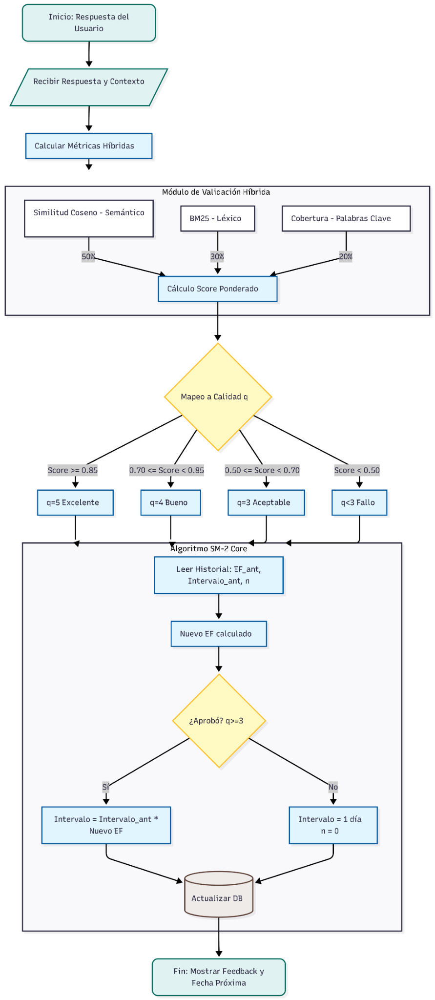 Inicio: Respuesta del
Usuario
Recibir Respuesta y Contexto
Calcular Métricas Híbridas
Módulo de Validación Híbrida
Similitud Coseno - Semántico
BM25 - Léxico
Cobertura - Palabras Clave
50%
30%
20%
Cálculo Score Ponderado
Mapeo a Calidad q
Score >= 0.85
0.70 <= Score < 0.85
0.50 <= Score < 0.70
Score < 0.50
q=5 Excelente
q=4 Bueno
q=3 Aceptable
q<3 Fallo
Algoritmo SM-2 Core
Leer Historial: EF_ant,
Intervalo_ant, n
Nuevo EF calculado
¿Aprobó? q>=3
Sí
No
Intervalo = Intervalo_ant *
Nuevo EF
Intervalo = 1 día
n = 0
Actualizar DB
Fin: Mostrar Feedback y
Fecha Próxima